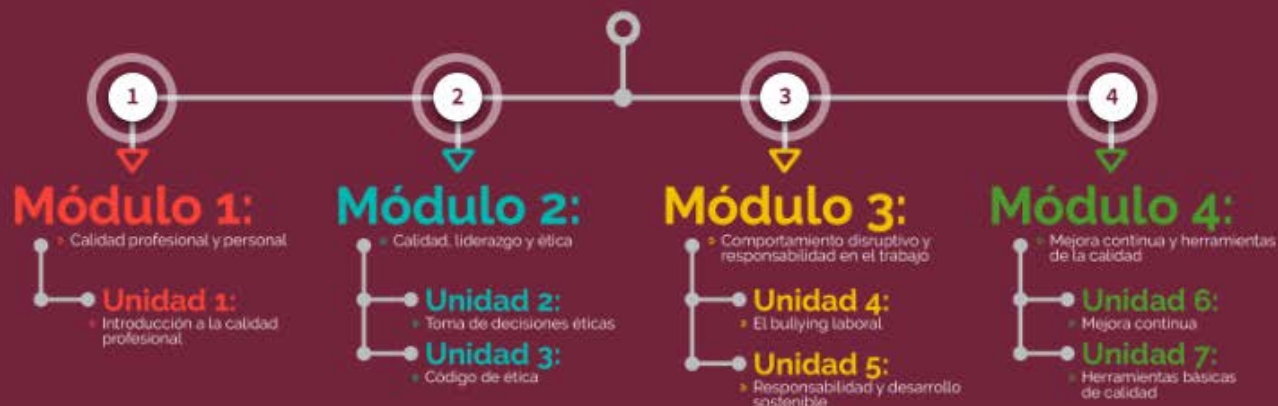 1
2
3
4
Módulo 1:
» Calidad profesional y personal
Unidad 1:
» Introducción a la calidad
profesional
Módulo 2:
» Calidad, liderazgo y ética
Unidad 2:
» Toma de decisiones éticas
Unidad 3:
» Código de ética
Módulo 3:
» Comportamiento disruptivo y
responsabilidad en el trabajo
Unidad 4:
» El bullying laboral
Unidad 5:
» Responsabilidad y desarrollo
sostenible
Módulo 4:
» Mejora continua y herramientas
de la calidad
Unidad 6:
» Mejora continua
Unidad 7:
» Herramientas básicas
de calidad